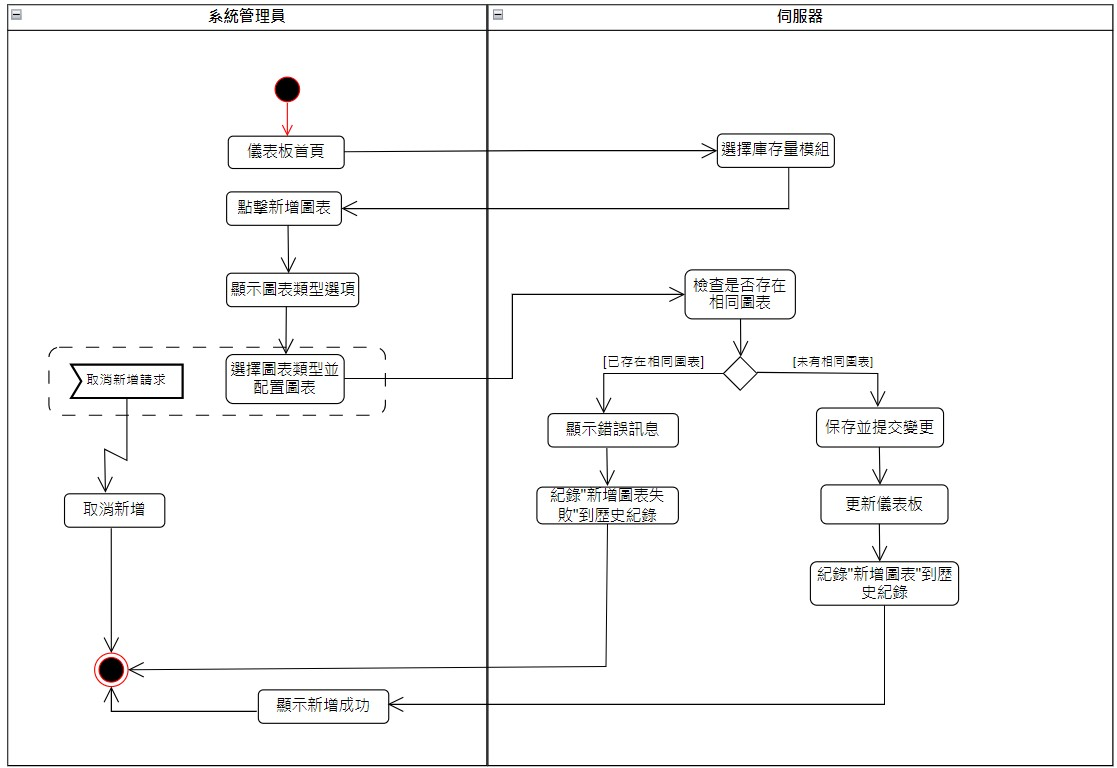 系統管理員
伺服器
儀表板首頁
選擇庫存量模組
點擊新增圖表
顯示圖表類型選項
檢查是否存在
相同圖表
選擇圖表類型並
配置圖表
取消新增請求
[已存在相同圖表]
[未有相同圖表]
顯示錯誤訊息
保存並提交變更
紀錄"新增圖表失
敗"到歷史紀錄
更新儀表板
取消新增
紀錄"新增圖表"到歷
史紀錄
顯示新增成功